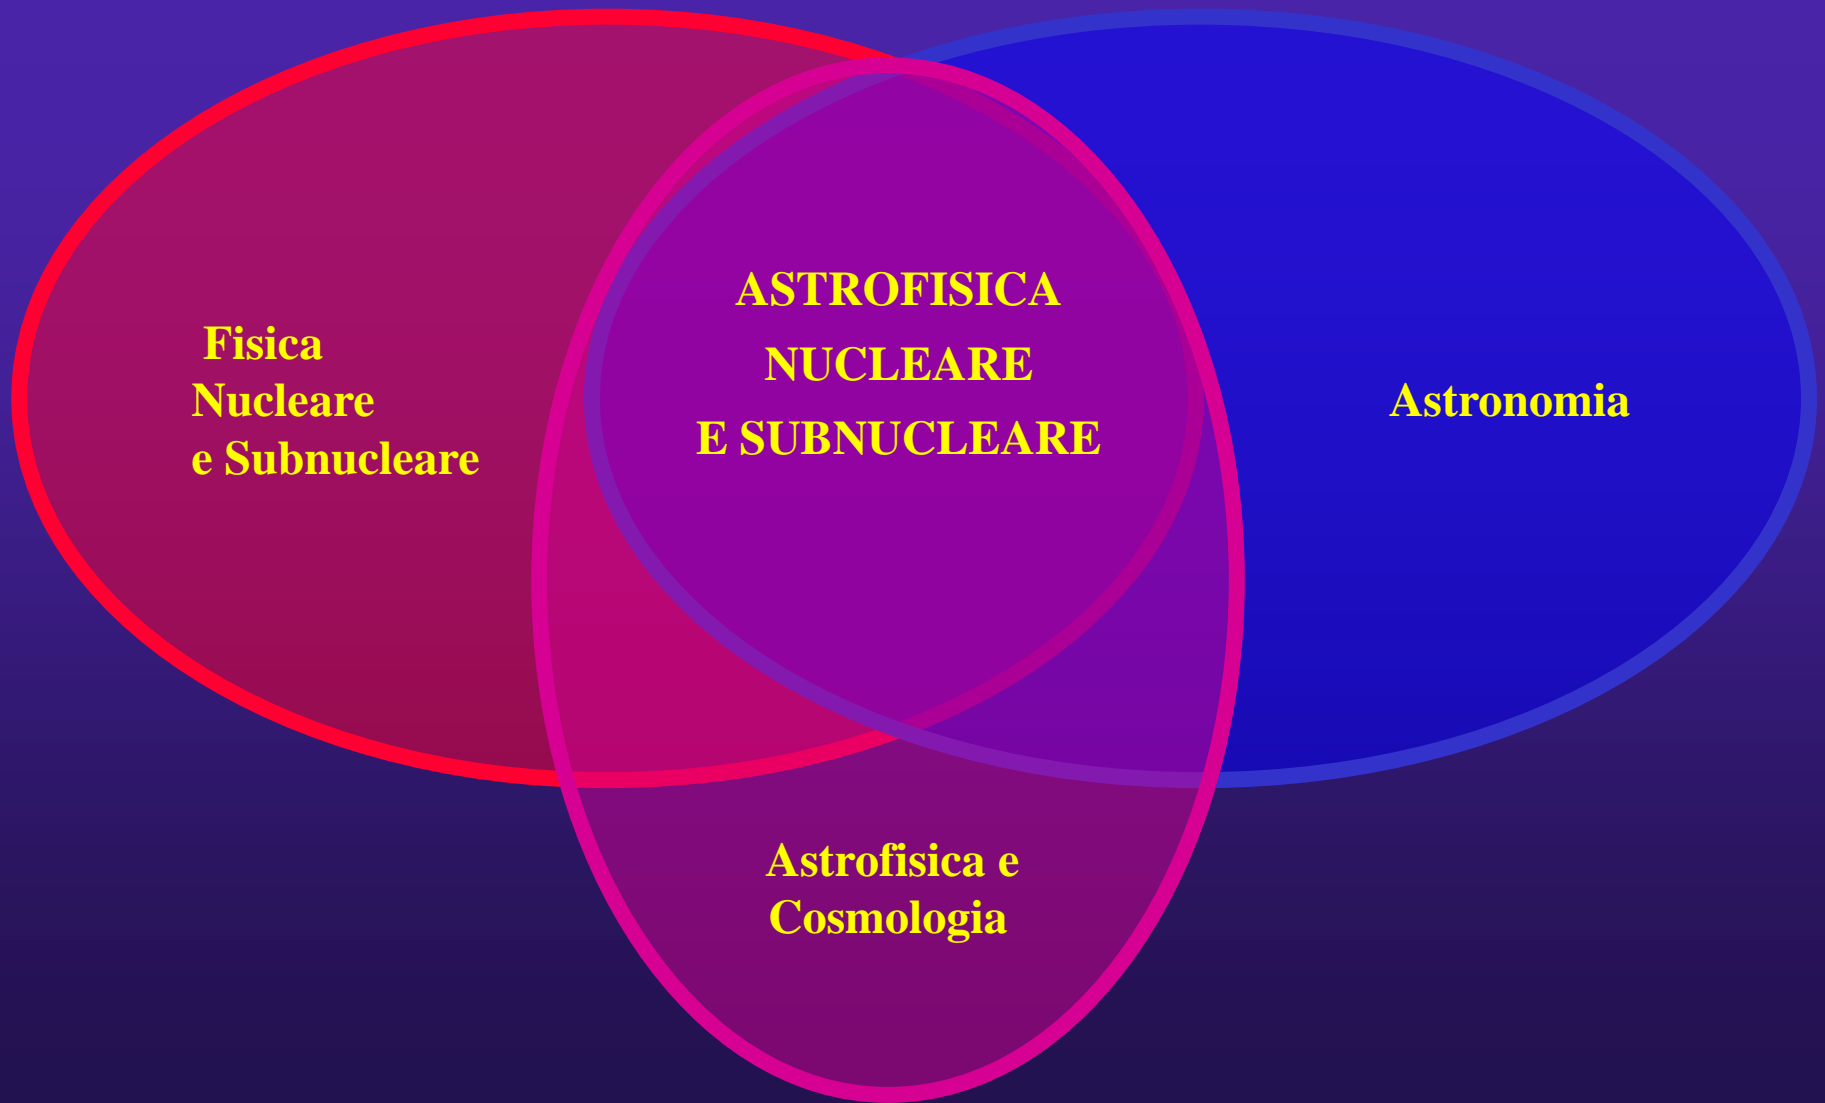 Fisica
Nucleare
e Subnucleare
ASTROFISICA
NUCLEARE
E SUBNUCLEARE
Astronomia
Astrofisica e
Cosmologia